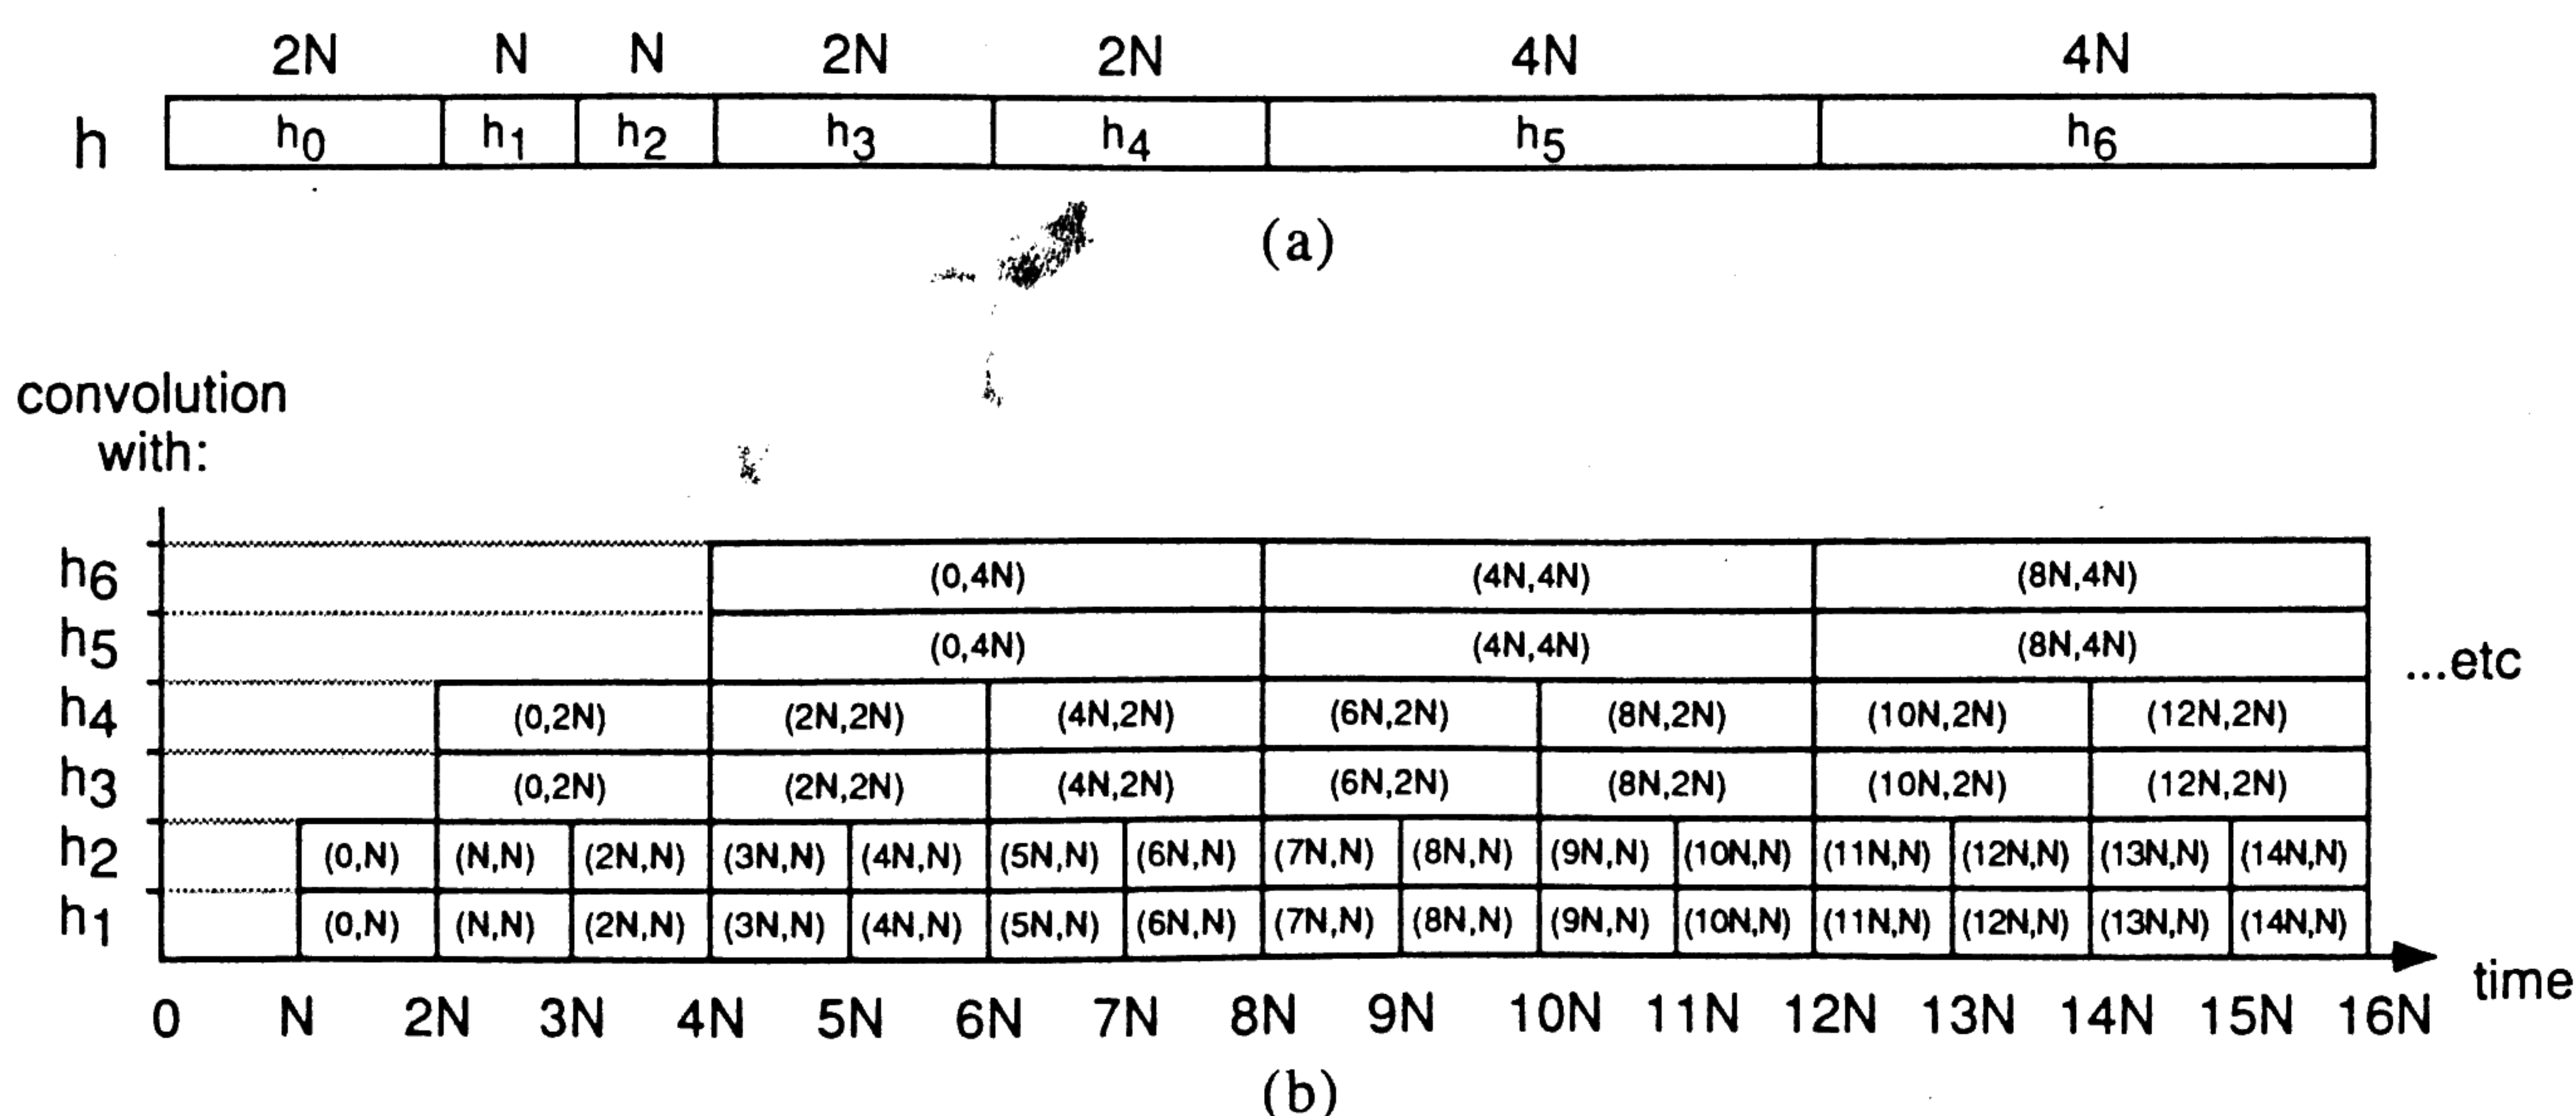 2N N N 2N 2N 4N 4N
h h0 h1 h2 h3 h4 h5 h6
(a)
convolution
with:
h6 (0,4N) (4N,4N) (8N,4N)
h5 (0,4N) (4N,4N) (8N,4N) ...etc
h4 (0,2N) (2N,2N) (4N,2N) (6N,2N) (8N,2N) (10N,2N) (12N,2N)
h3 (0,2N) (2N,2N) (4N,2N) (6N,2N) (8N,2N) (10N,2N) (12N,2N)
h2 (0,N) (N,N) (2N,N) (3N,N) (4N,N) (5N,N) (6N,N) (7N,N) (8N,N) (9N,N) (10N,N) (11N,N) (12N,N) (13N,N) (14N,N)
h1 (0,N) (N,N) (2N,N) (3N,N) (4N,N) (5N,N) (6N,N) (7N,N) (8N,N) (9N,N) (10N,N) (11N,N) (12N,N) (13N,N) (14N,N)
time
0 N 2N 3N 4N 5N 6N 7N 8N 9N 10N 11N 12N 13N 14N 15N 16N
(b)